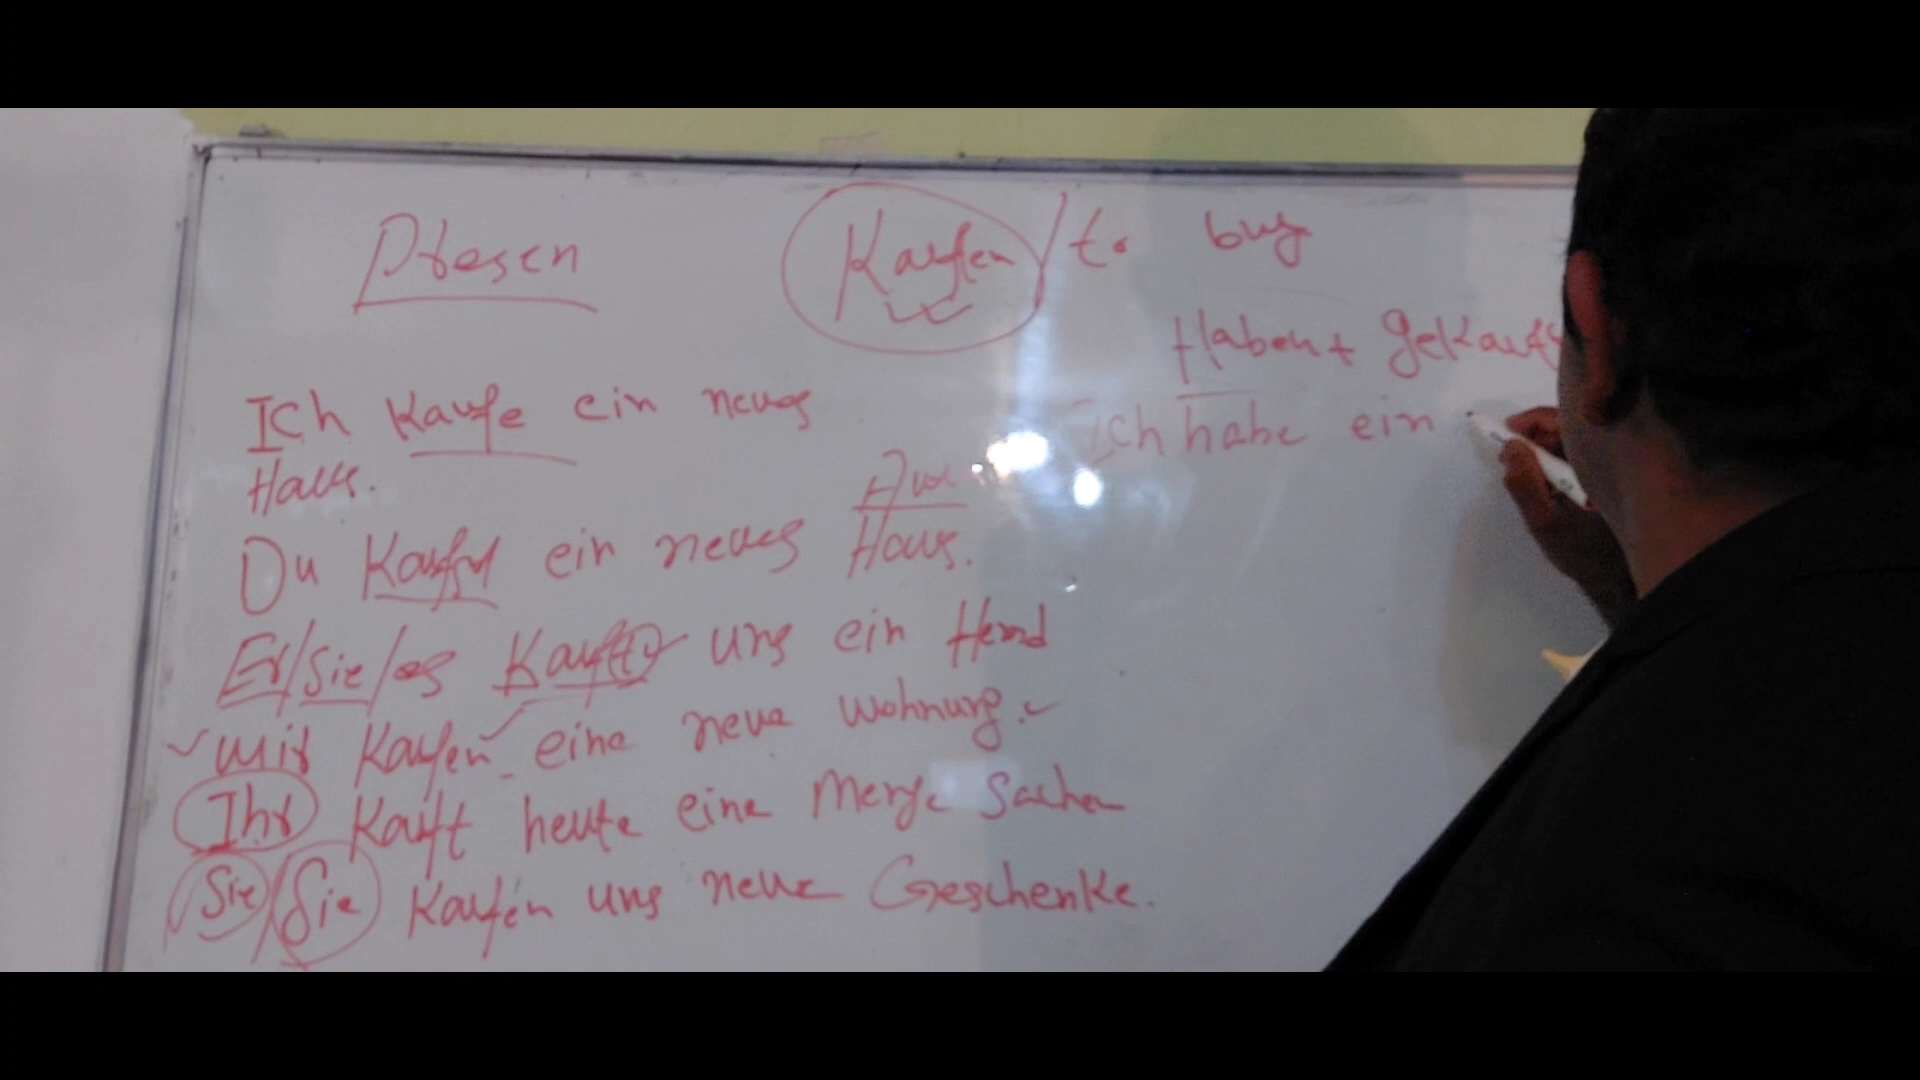 Präsen Kaufen / to buy
Haben + gekauft
Ich kaufe ein neues
Haus.
Ich habe ein
Du kaufst ein neues Haus.
Er/Sie/es kauft uns ein Hemd
wir kaufen eine neue Wohnung.
Ihr kauft heute eine Menge Sachen
Sie/Sie kaufen uns neue Geschenke.